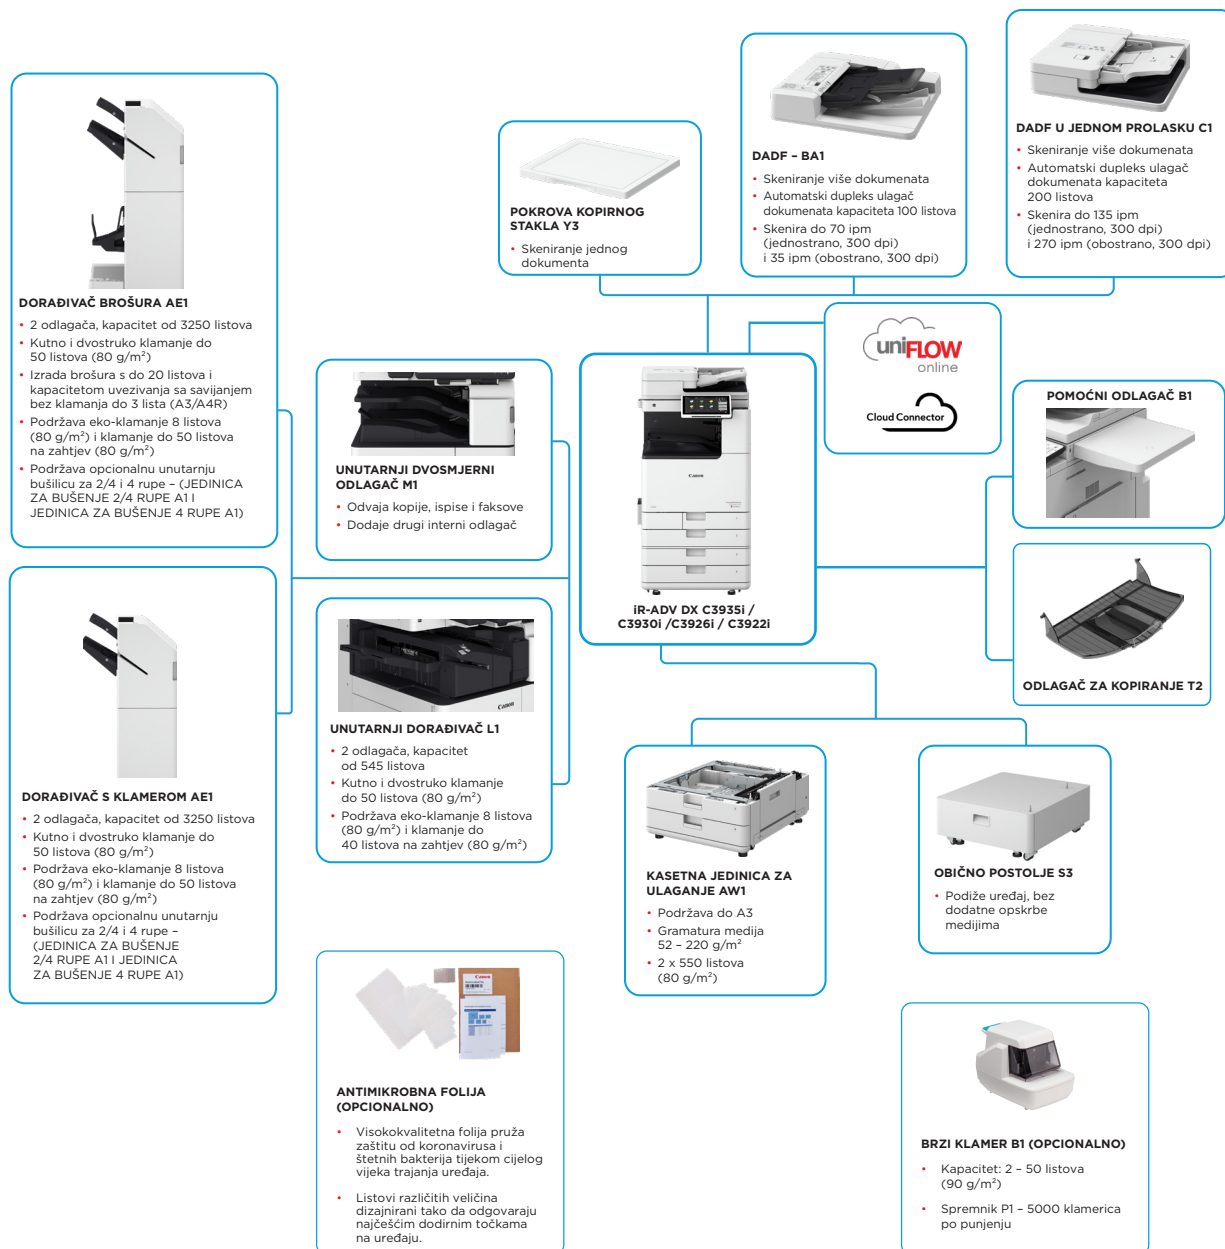 DORAĐIVAČ BROŠURA AE1
• 2 odlagača, kapacitet od 3250 listova
• Kutno i dvostruko klamanje do
50 listova (80 g/m²)
• Izrada brošura s do 20 listova i
kapacitetom uvezivanja sa savijanjem
bez klamanja do 3 lista (A3/A4R)
• Podržava eko-klamanje 8 listova
(80 g/m²) i klamanje do 50 listova
na zahtjev (80 g/m²)
• Podržava opcionalnu unutarnju
bušilicu za 2/4 i 4 rupe – (JEDINICA
ZA BUŠENJE 2/4 RUPE A1 I
JEDINICA ZA BUŠENJE 4 RUPE A1)
DORAĐIVAČ S KLAMEROM AE1
• 2 odlagača, kapacitet od 3250 listova
• Kutno i dvostruko klamanje do
50 listova (80 g/m²)
• Podržava eko-klamanje 8 listova
(80 g/m²) i klamanje do 50 listova
na zahtjev (80 g/m²)
• Podržava opcionalnu unutarnju
bušilicu za 2/4 i 4 rupe –
(JEDINICA ZA BUŠENJE
2/4 RUPE A1 I JEDINICA
ZA BUŠENJE 4 RUPE A1)
UNUTARNJI DVOSMJERNI
ODLAGAČ M1
• Odvaja kopije, ispise i faksove
• Dodaje drugi interni odlagač
Canon
UNUTARNJI DORAĐIVAČ L1
• 2 odlagača, kapacitet
od 545 listova
• Kutno i dvostruko klamanje
do 50 listova (80 g/m²)
• Podržava eko-klamanje 8 listova
(80 g/m²) i klamanje do
40 listova na zahtjev (80 g/m²)
Canon
ANTIMIKROBNA FOLIJA
(OPCIONALNO)
• Visokokvalitetna folija pruža
zaštitu od koronavirusa i
štetnih bakterija tijekom cijelog
vijeka trajanja uređaja.
• Listovi različitih veličina
dizajnirani tako da odgovaraju
najčešćim dodirnim točkama
na uređaju.
POKROVA KOPIRNOG
STAKLA Y3
• Skeniranje jednog
dokumenta
DADF – BA1
• Skeniranje više dokumenata
• Automatski dupleks ulagač
dokumenata kapaciteta 100 listova
• Skenira do 70 ipm
(jednostrano, 300 dpi)
i 35 ipm (obostrano, 300 dpi)
DADF U JEDNOM PROLASKU C1
• Skeniranje više dokumenata
• Automatski dupleks ulagač
dokumenata kapaciteta
200 listova
• Skenira do 135 ipm
(jednostrano, 300 dpi)
i 270 ipm (obostrano, 300 dpi)
uniFLOW
online
Cloud Connector
Canon
iR-ADV DX C3935i /
C3930i /C3926i / C3922i
POMOĆNI ODLAGAČ B1
ODLAGAČ ZA KOPIRANJE T2
KASETNA JEDINICA ZA
ULAGANJE AW1
• Podržava do A3
• Gramatura medija
52 – 220 g/m²
• 2 x 550 listova
(80 g/m²)
OBIČNO POSTOLJE S3
• Podiže uređaj, bez
dodatne opskrbe
medijima
BRZI KLAMER B1 (OPCIONALNO)
• Kapacitet: 2 – 50 listova
(90 g/m²)
• Spremnik P1 – 5000 klamerica
po punjenju